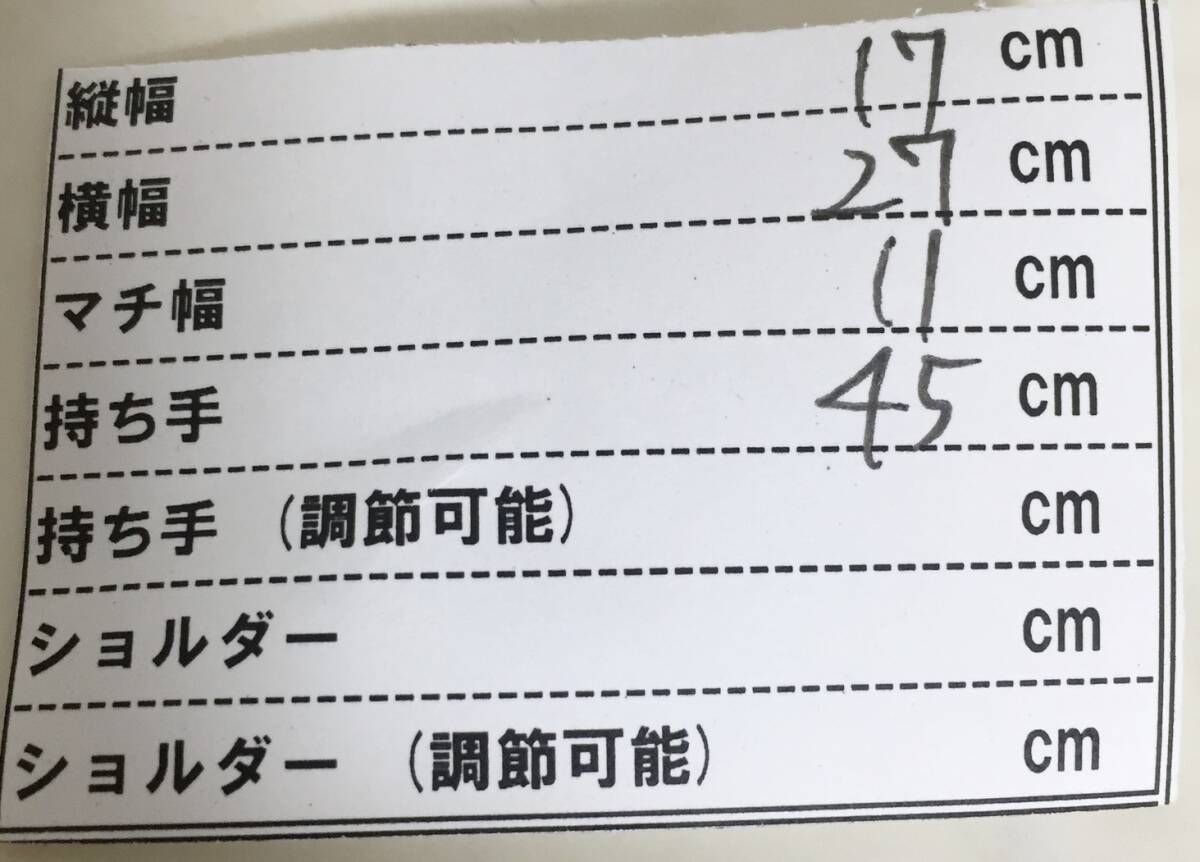 縦幅 17 cm
横幅 27 cm
マチ幅 11 cm
持ち手 45 cm
持ち手 (調節可能) cm
ショルダー cm
ショルダー (調節可能) cm